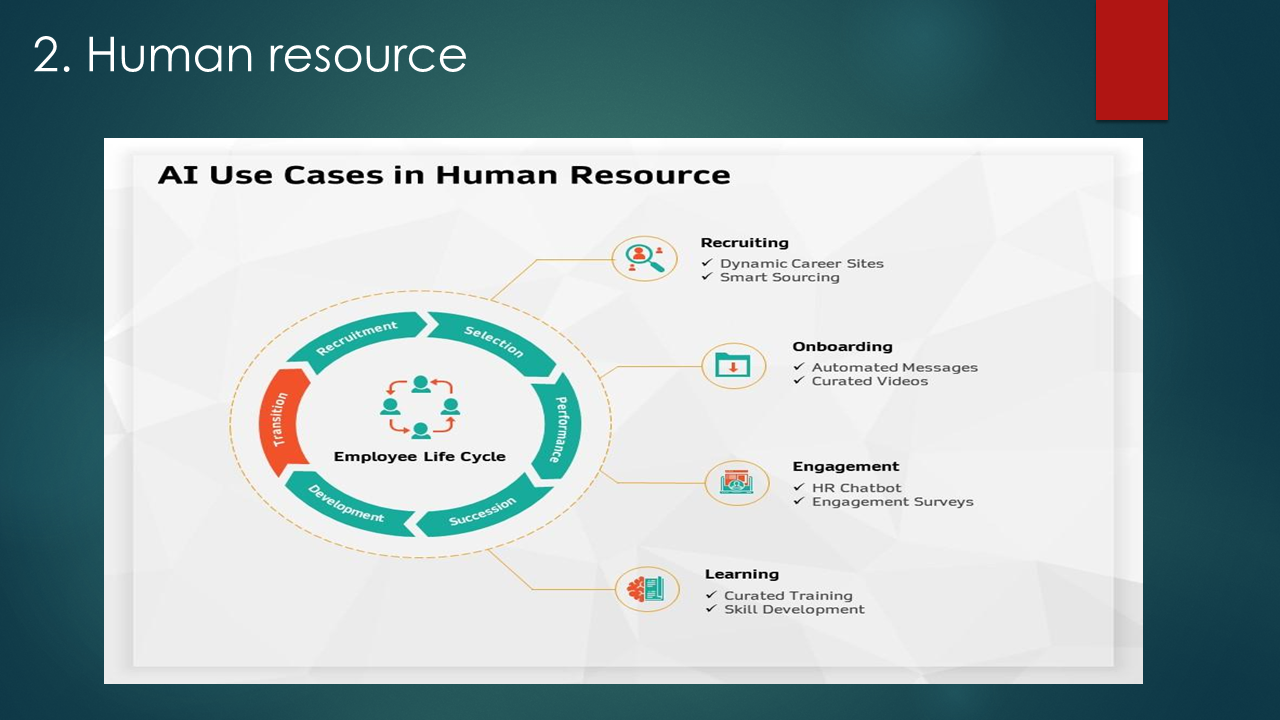 2. Human resource
AI Use Cases in Human Resource
Recruitment
Selection
Performance
Succession
Development
Transition
Employee Life Cycle
Recruiting
✓ Dynamic Career Sites
✓ Smart Sourcing
Onboarding
✓ Automated Messages
✓ Curated Videos
Engagement
✓ HR Chatbot
✓ Engagement Surveys
Learning
✓ Curated Training
✓ Skill Development